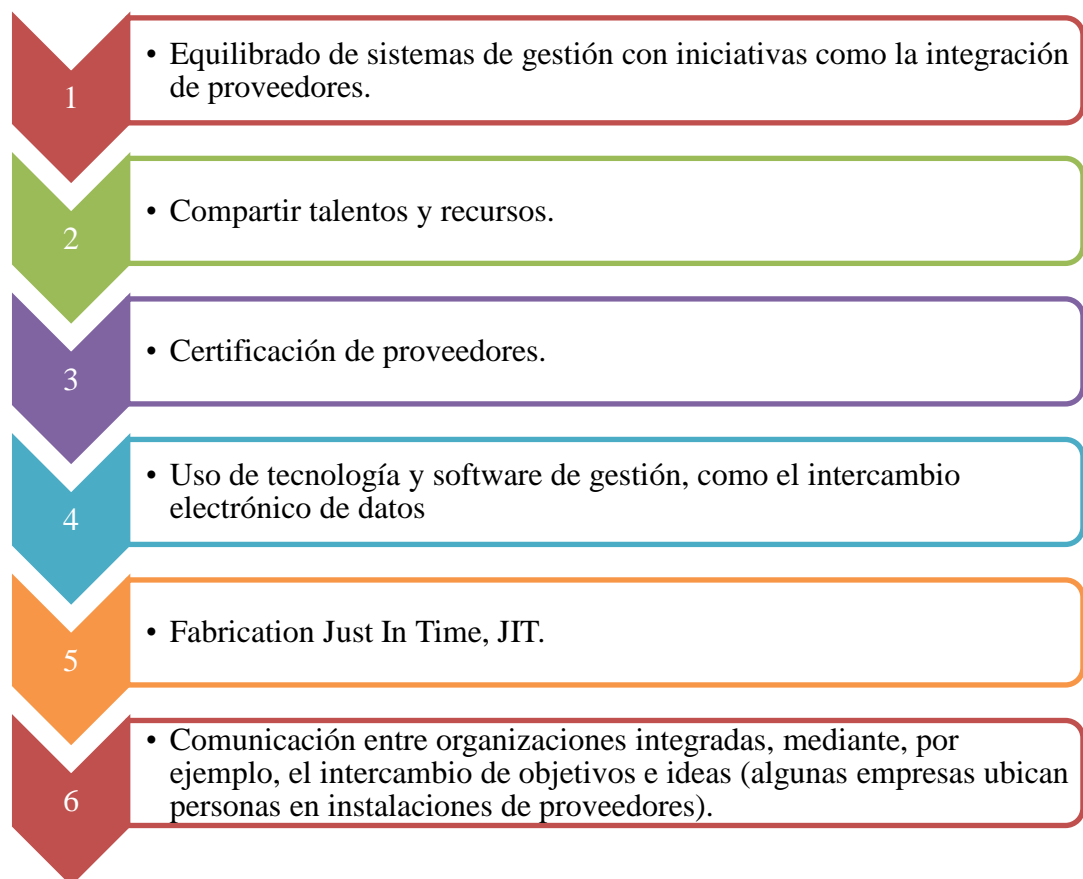 1
• Equilibrado de sistemas de gestión con iniciativas como la integración
de proveedores.
2
• Compartir talentos y recursos.
3
• Certificación de proveedores.
4
• Uso de tecnología y software de gestión, como el intercambio
electrónico de datos
5
• Fabrication Just In Time, JIT.
6
• Comunicación entre organizaciones integradas, mediante, por
ejemplo, el intercambio de objetivos e ideas (algunas empresas ubican
personas en instalaciones de proveedores).